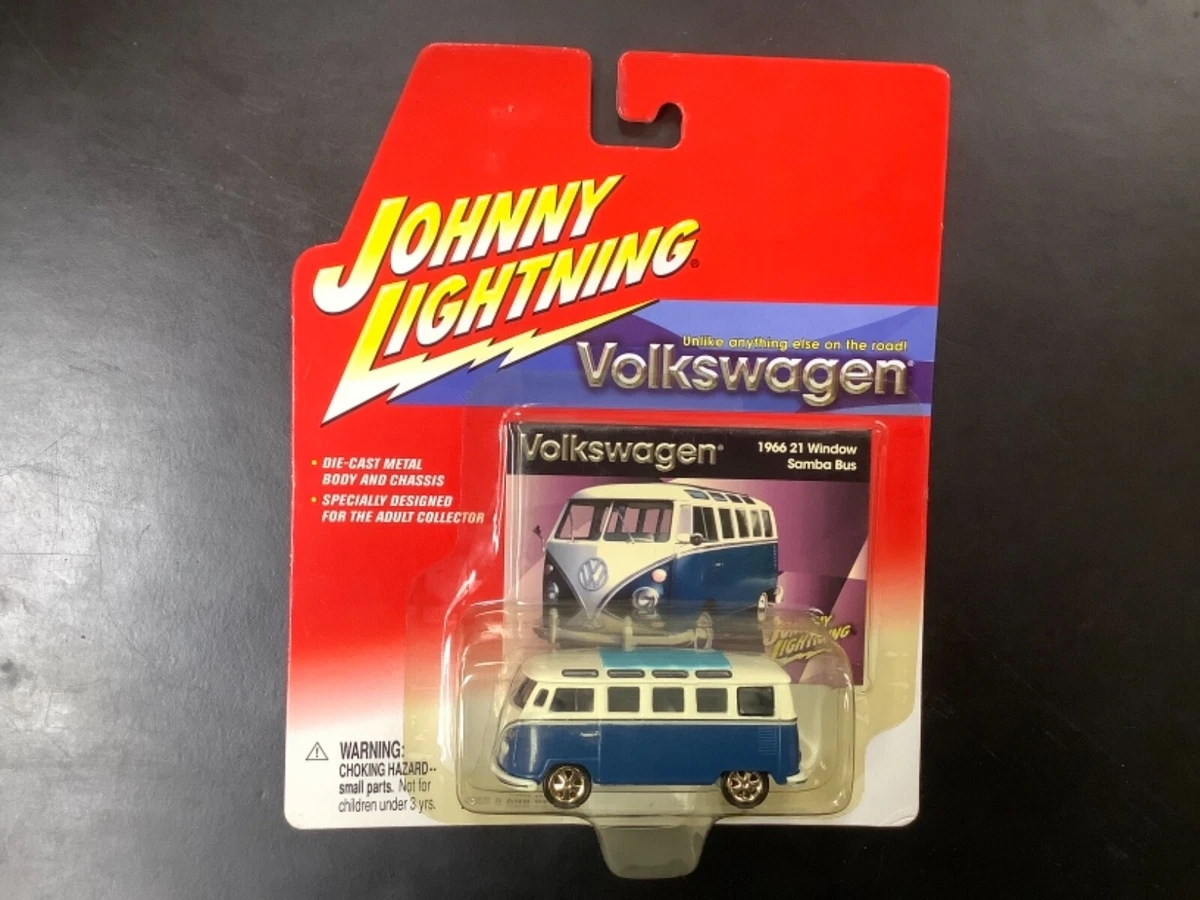 JOHNNY
LIGHTNING®
Unlike anything else on the road!
Volkswagen®
Volkswagen®
1966 21 Window
Samba Bus
• DIE-CAST METAL
BODY AND CHASSIS
• SPECIALLY DESIGNED
FOR THE ADULT COLLECTOR
JOHNNY
LIGHTNING
⚠ WARNING:
CHOKING HAZARD--
small parts. Not for
children under 3 yrs.